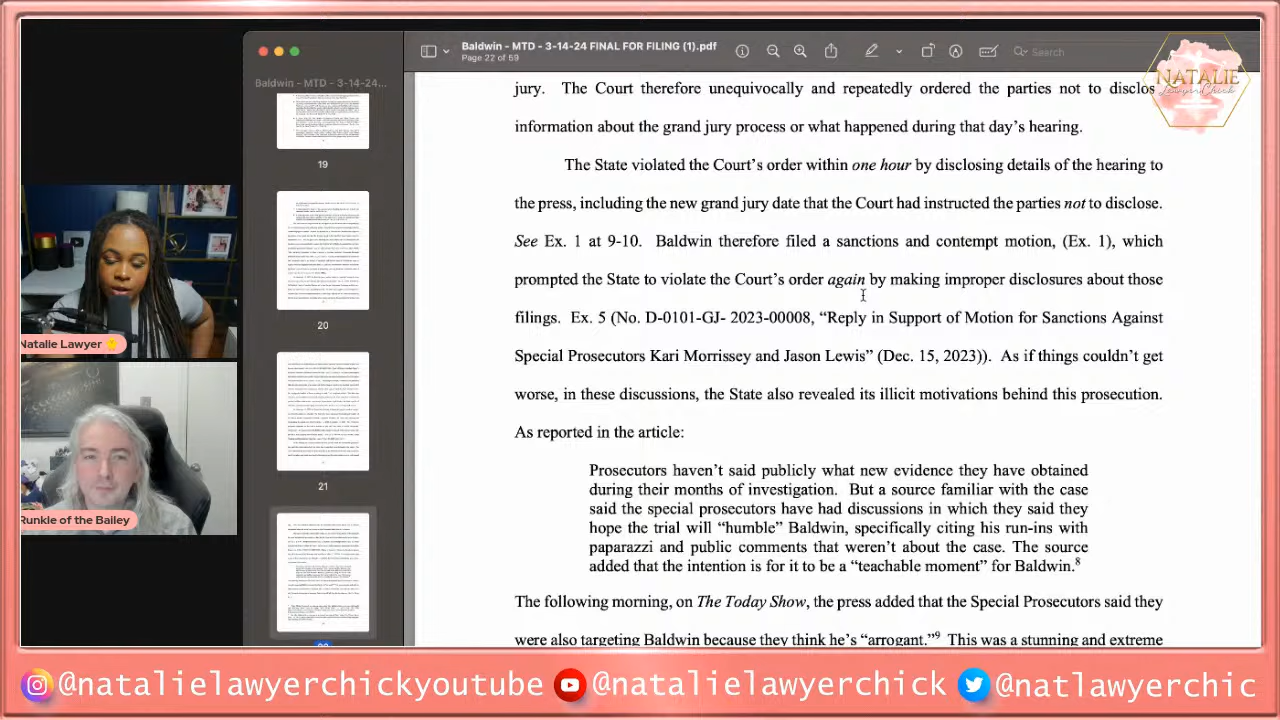 Baldwin - MTD - 3-14-24 FINAL FOR FILING (1).pdf
Page 22 of 59
Search
NATALIE
LawyerChick
Baldwin - MTD - 3-14-24...
19
20
21
jury. The Court therefore unequivocally and repeatedly ordered the parties not to disclos
information about the grand jury process or what happened during that day's hearing.
The State violated the Court's order within one hour by disclosing details of the hearing to
the press, including the new grand jury date that the Court had instructed the parties not to disclose.
See Ex. at 9-10. Baldwin then filed a sanctions and contempt motion, (Ex. 1), which
prompted the State to violate the Court's order again by making improper disclosures about those
filings. Ex. 5 (No. D-0101-GJ- 2023-00008, “Reply in Support of Motion for Sanctions Against
Special Prosecutors Kari Morrissey and Jason Lewis” (Dec. 15, 2023)). As if things couldn't get
worse, in these discussions, the State also revealed its illicit motivation behind this prosecution.
As reported in the article:
Prosecutors haven't said publicly what new evidence they have obtained
during their months of investigation. But a source familiar with the case
said the special prosecutors have had discussions in which they said they
hope the trial will “humble” Baldwin, specifically citing his run-ins with
paparazzi and other incidents that weren't about the case. The source
added that the intention was for it to be a “teachable moment” for Baldwin.8
The following morning on The Today Show, the press added that the Special Prosecutors said they
were also targeting Baldwin because they think he's “arrogant.”9 This was a stunning and extreme
Natalie Lawyer
Runkle of the Bailey
@natalielawyerchickyoutube
@natalielawyerchick
@natlawyerchic